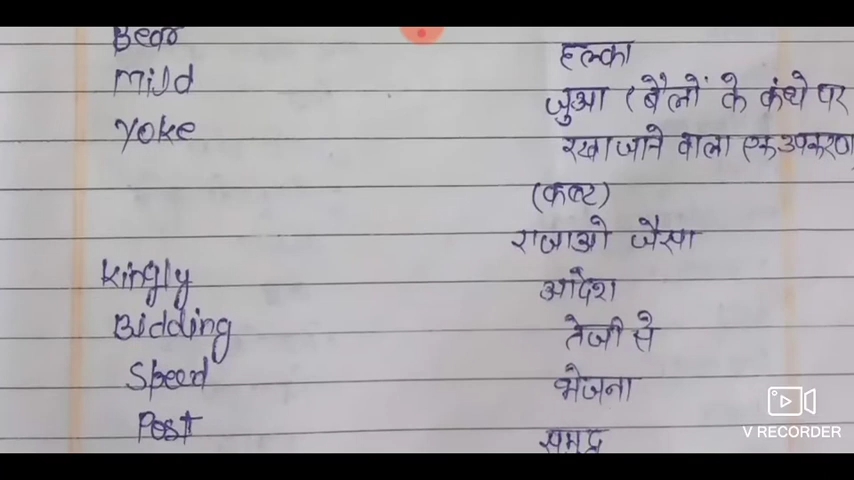 Bear
हल्का
Mild
जुआ (बैलों के कंधे पर
Yoke
रखा जाने वाला एक उपकरण
(कष्ट)
राजाओ जैसा
Kingly
आदेश
Bidding
तेजी से
Speed
भेजना
Post
समुद्र
V RECORDER